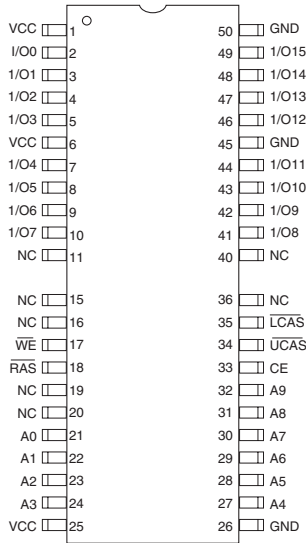 VCC 1 50 GND
I/O0 2 49 1/O15
1/O1 3 48 1/O14
1/O2 4 47 1/O13
1/O3 5 46 1/O12
VCC 6 45 GND
1/O4 7 44 1/O11
1/O5 8 43 1/O10
1/O6 9 42 1/O9
1/O7 10 41 1/O8
NC 11 40 NC
NC 15 36 NC
NC 16 35 L̅C̅A̅S̅
W̅E̅ 17 34 U̅C̅A̅S̅
R̅A̅S̅ 18 33 CE
NC 19 32 A9
NC 20 31 A8
A0 21 30 A7
A1 22 29 A6
A2 23 28 A5
A3 24 27 A4
VCC 25 26 GND